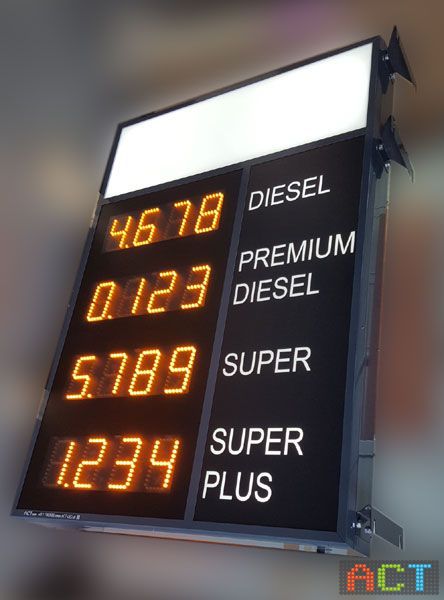 4.678 DIESEL
0.123 PREMIUM
DIESEL
5.789 SUPER
1.234 SUPER
PLUS
ACT